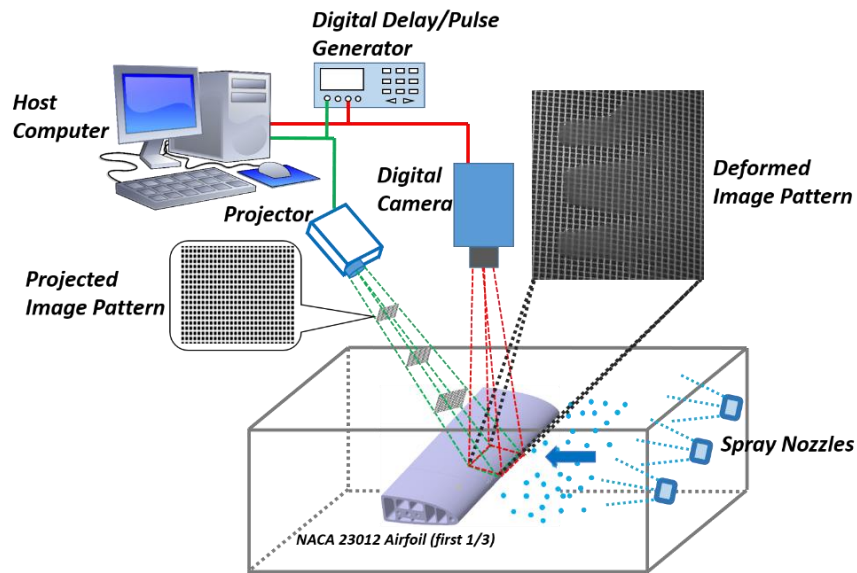 Digital Delay/Pulse
Generator
Host
Computer
Digital
Camera
Deformed
Image Pattern
Projector
Projected
Image Pattern
Spray Nozzles
NACA 23012 Airfoil (first 1/3)